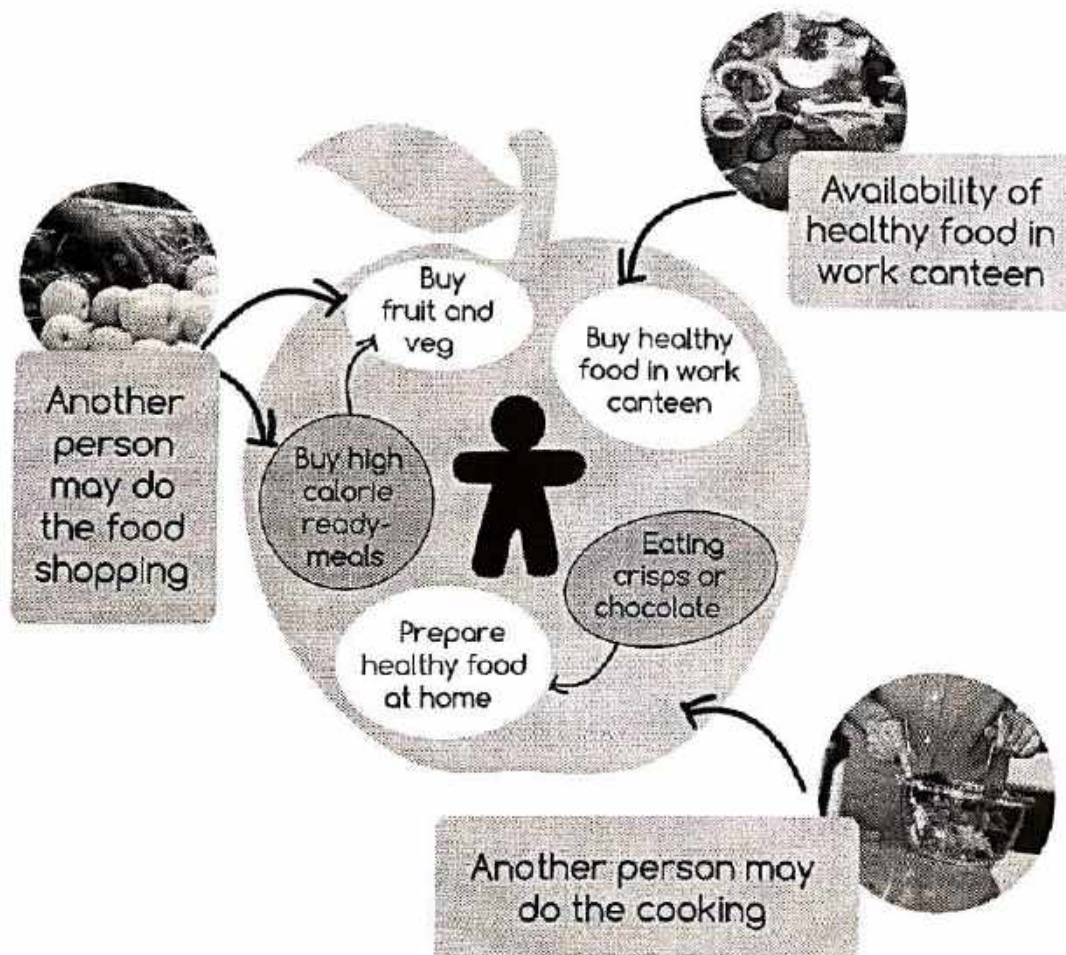 Availability of
healthy food in
work canteen
Buy
fruit and
veg
Buy healthy
food in work
canteen
Another
person
may do
the food
shopping
Buy high
calorie
ready-
meals
Eating
crisps or
chocolate
Prepare
healthy food
at home
Another person may
do the cooking